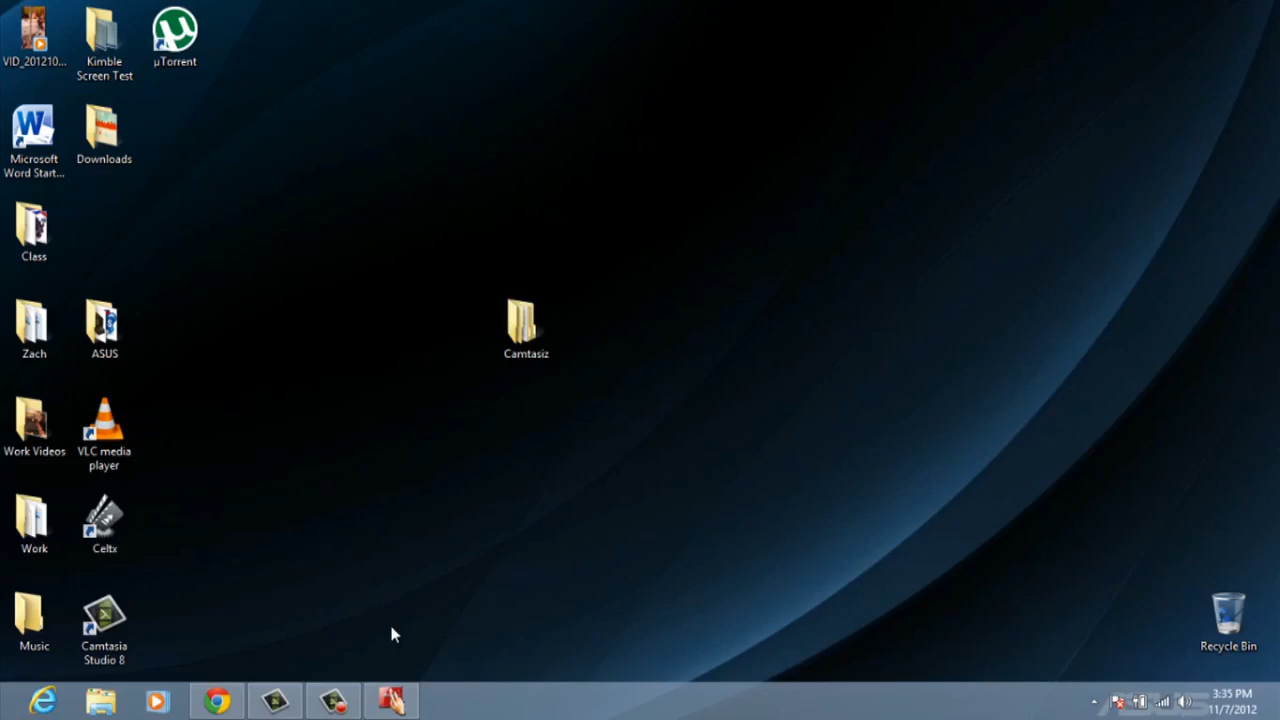 VID_201210...
Kimble
Screen Test
µTorrent
Microsoft
Word Start...
Downloads
Class
Zach
ASUS
Camtasiz
Work Videos
VLC media
player
Work
Celtx
Music
Camtasia
Studio 8
Recycle Bin
ASUS
3:35 PM
11/7/2012